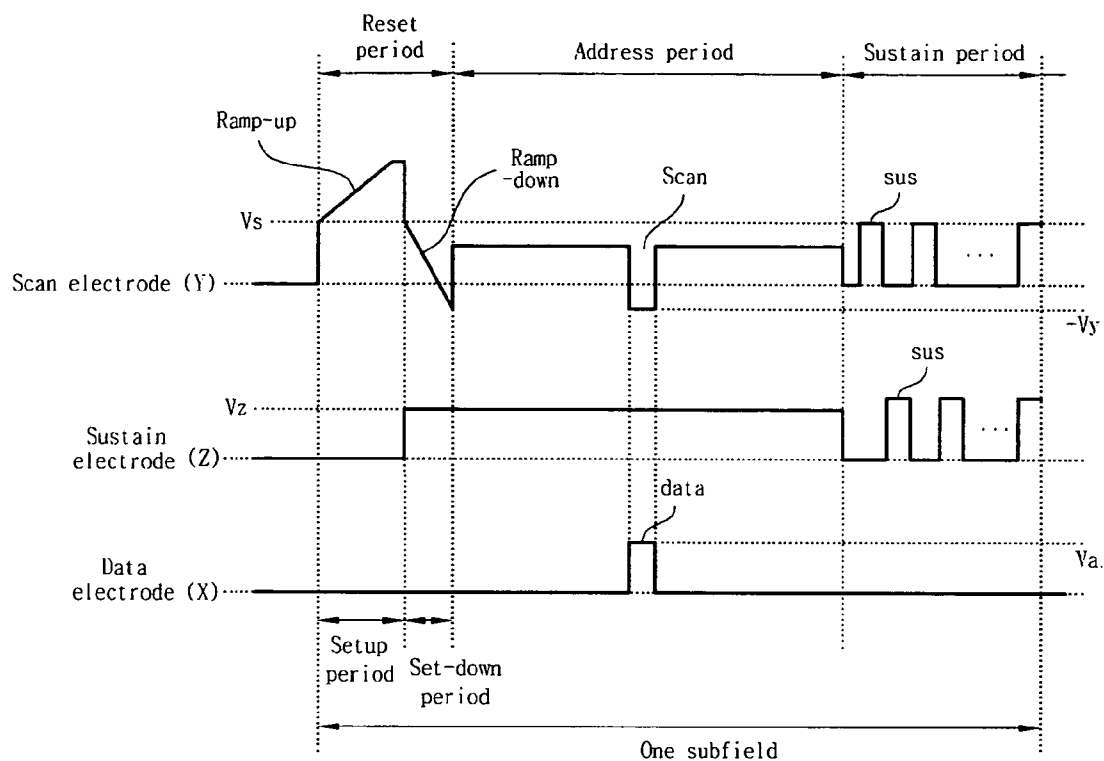 Reset
period
Address period
Sustain period
Ramp-up
Ramp
-down
Scan
sus
Vs
Scan electrode (Y)
-Vy
sus
Vz
Sustain
electrode (Z)
data
Va.
Data
electrode (X)
Setup
period
Set-down
period
One subfield